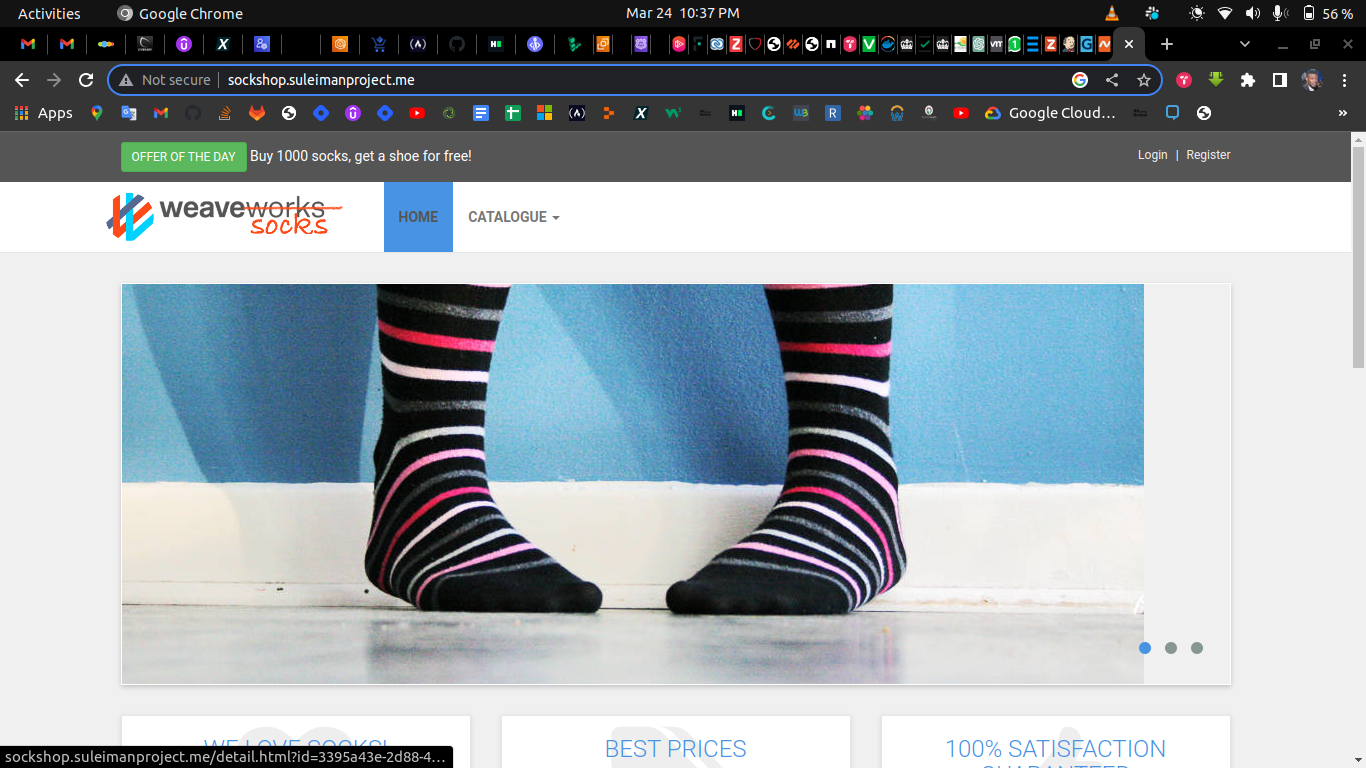 Activities
Google Chrome
Mar 24 10:37 PM
56 %
Not secure
sockshop.suleimanproject.me
Apps
Google Cloud…
»
OFFER OF THE DAY
Buy 1000 socks, get a shoe for free!
Login | Register
weaveworks
socks
HOME
CATALOGUE
WE LOVE SOCKS!
BEST PRICES
100% SATISFACTION
GUARANTEED
sockshop.suleimanproject.me/detail.html?id=3395a43e-2d88-4…